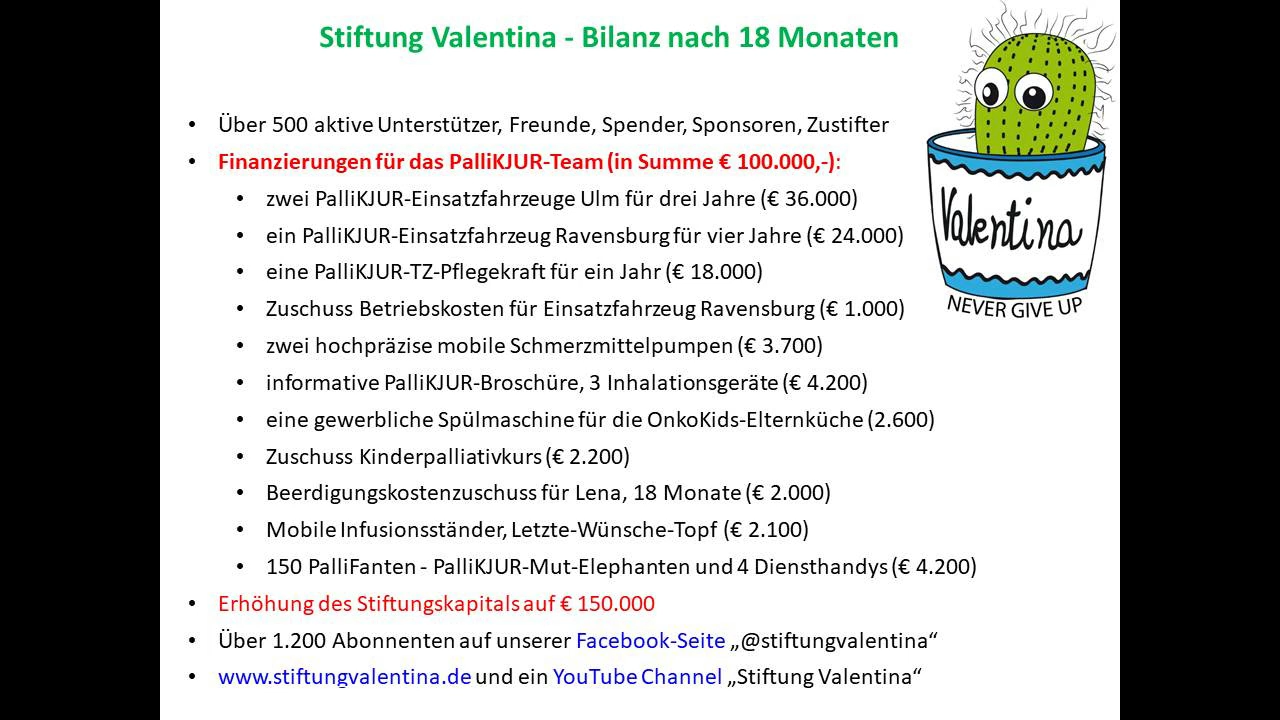 Stiftung Valentina - Bilanz nach 18 Monaten
• Über 500 aktive Unterstützer, Freunde, Spender, Sponsoren, Zustifter
• Finanzierungen für das PalliKJUR-Team (in Summe € 100.000,-):
• zwei PalliKJUR-Einsatzfahrzeuge Ulm für drei Jahre (€ 36.000)
• ein PalliKJUR-Einsatzfahrzeug Ravensburg für vier Jahre (€ 24.000)
• eine PalliKJUR-TZ-Pflegekraft für ein Jahr (€ 18.000)
• Zuschuss Betriebskosten für Einsatzfahrzeug Ravensburg (€ 1.000)
• zwei hochpräzise mobile Schmerzmittelpumpen (€ 3.700)
• informative PalliKJUR-Broschüre, 3 Inhalationsgeräte (€ 4.200)
• eine gewerbliche Spülmaschine für die OnkoKids-Elternküche (2.600)
• Zuschuss Kinderpalliativkurs (€ 2.200)
• Beerdigungskostenzuschuss für Lena, 18 Monate (€ 2.000)
• Mobile Infusionsständer, Letzte-Wünsche-Topf (€ 2.100)
• 150 PalliFanten - PalliKJUR-Mut-Elephanten und 4 Diensthandys (€ 4.200)
• Erhöhung des Stiftungskapitals auf € 150.000
• Über 1.200 Abonnenten auf unserer Facebook-Seite „@stiftungvalentina“
• www.stiftungvalentina.de und ein YouTube Channel „Stiftung Valentina“
Valentina
NEVER GIVE UP